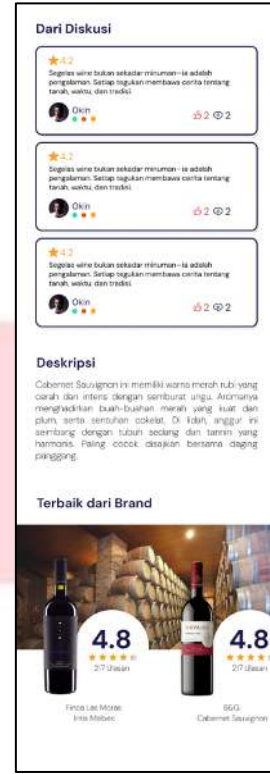 Dari Diskusi
4.2
Segelas wine bukan sekadar minuman—ia adalah
pengalaman. Setiap tegukan membawa cerita tentang
tanah, waktu, dan tradisi.
Okin
2 2
4.2
Segelas wine bukan sekadar minuman—ia adalah
pengalaman. Setiap tegukan membawa cerita tentang
tanah, waktu, dan tradisi.
Okin
2 2
4.2
Segelas wine bukan sekadar minuman—ia adalah
pengalaman. Setiap tegukan membawa cerita tentang
tanah, waktu, dan tradisi.
Okin
2 2
Deskripsi
Cabernet Sauvignon ini memiliki warna merah rubi yang
cerah dan intens dengan semburat ungu. Aromanya
menghadirkan buah-buahan merah yang kuat dan
plum, serta sentuhan cokelat. Di lidah, anggur ini
seimbang dengan tubuh sedang dan tannin yang
harmonis. Paling cocok disajikan bersama daging
panggang.
Terbaik dari Brand
4.8
217 Ulasan
Finca Las Moras
Intis Malbec
4.8
217 Ulasan
B&G
Cabernet Sauvignon